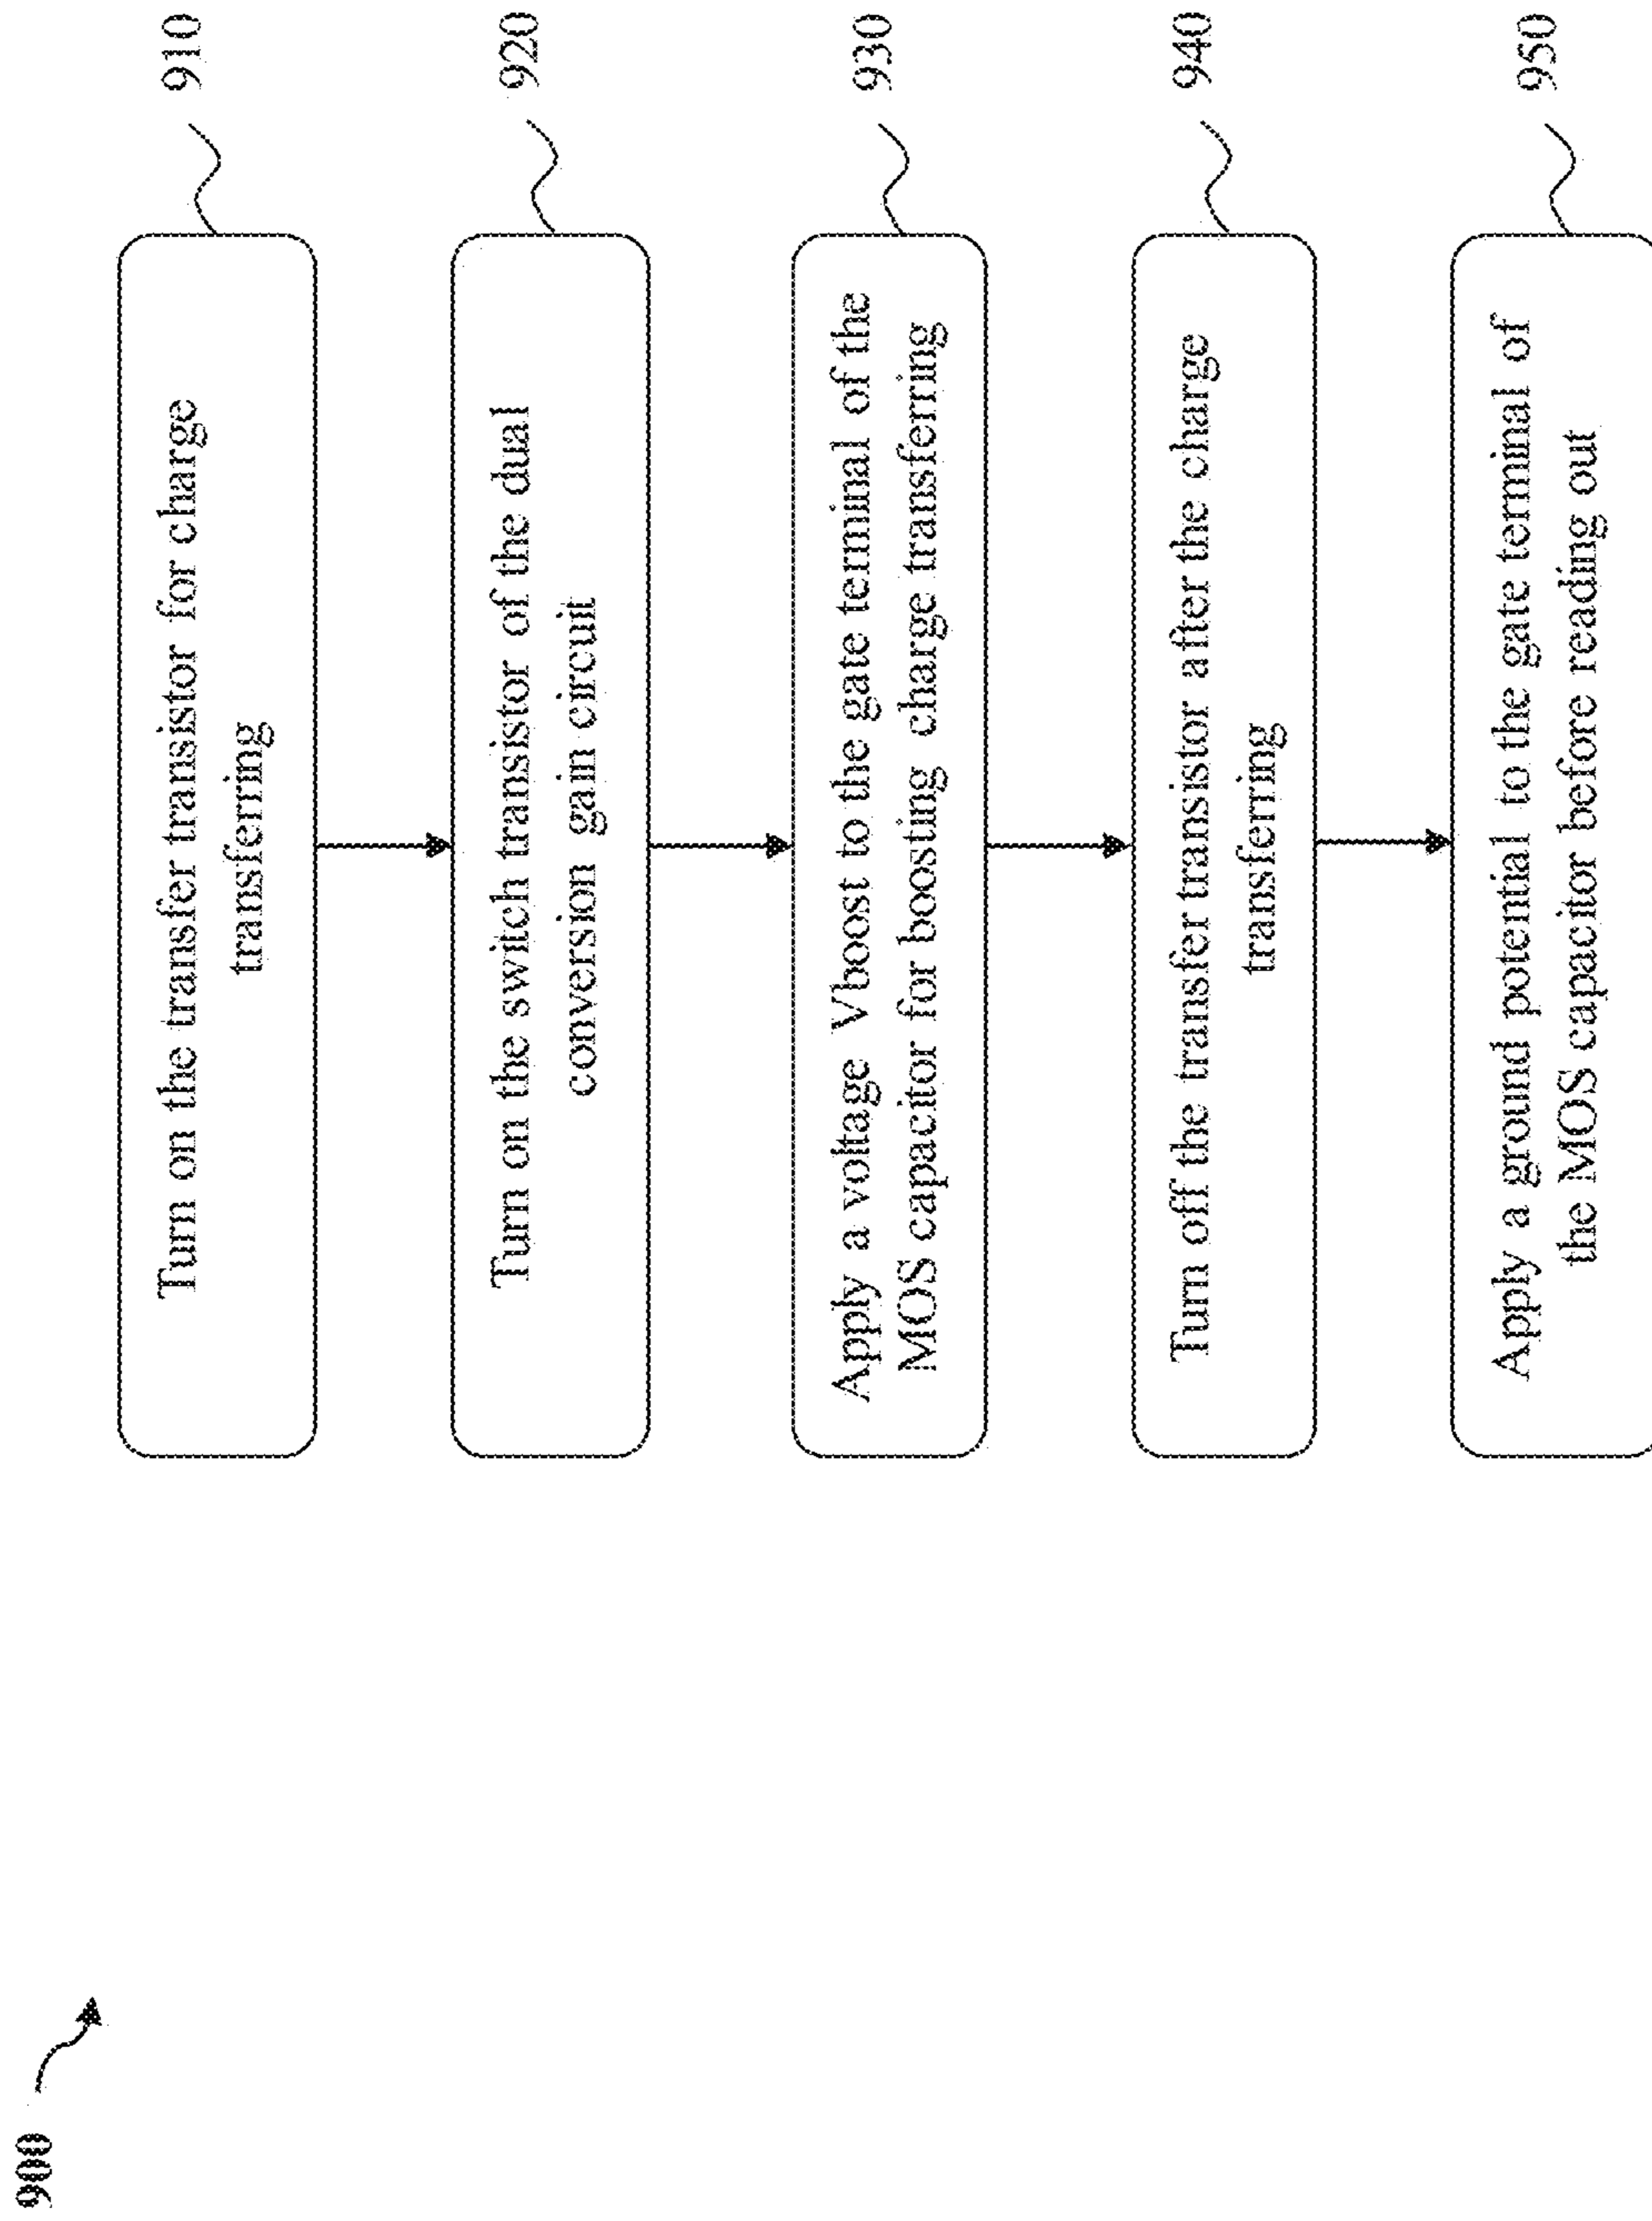 900
Turn on the transfer transistor for charge
transferring
910
Turn on the switch transistor of the dual
conversion gain circuit
920
Apply a voltage Vboost to the gate terminal of the
MOS capacitor for boosting charge transferring
930
Turn off the transfer transistor after the charge
transferring
940
Apply a ground potential to the gate terminal of
the MOS capacitor before reading out
950